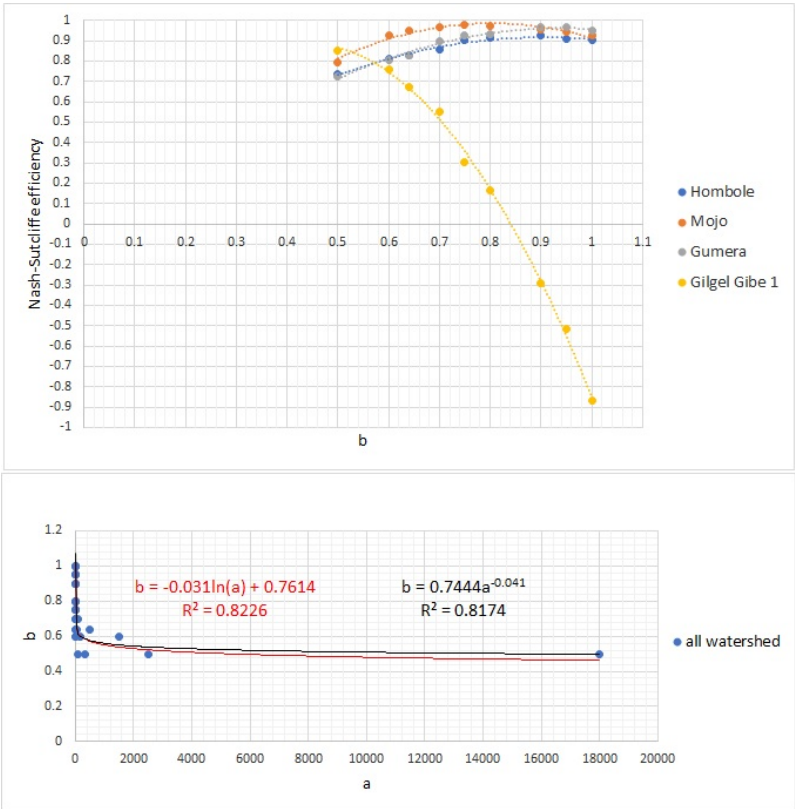 1
0.9
0.8
0.7
0.6
0.5
0.4
0.3
0.2
0.1
0
-0.1
-0.2
-0.3
-0.4
-0.5
-0.6
-0.7
-0.8
-0.9
-1
Nash-Sutcliffe efficiency
0 0.1 0.2 0.3 0.4 0.5 0.6 0.7 0.8 0.9 1 1.1
b
Hombole
Mojo
Gumera
Gilgel Gibe 1
1.2
1
0.8
0.6
0.4
0.2
0
b
b = -0.031ln(a) + 0.7614
R² = 0.8226
b = 0.7444a⁻⁰·⁰⁴¹
R² = 0.8174
all watershed
0 2000 4000 6000 8000 10000 12000 14000 16000 18000 20000
a